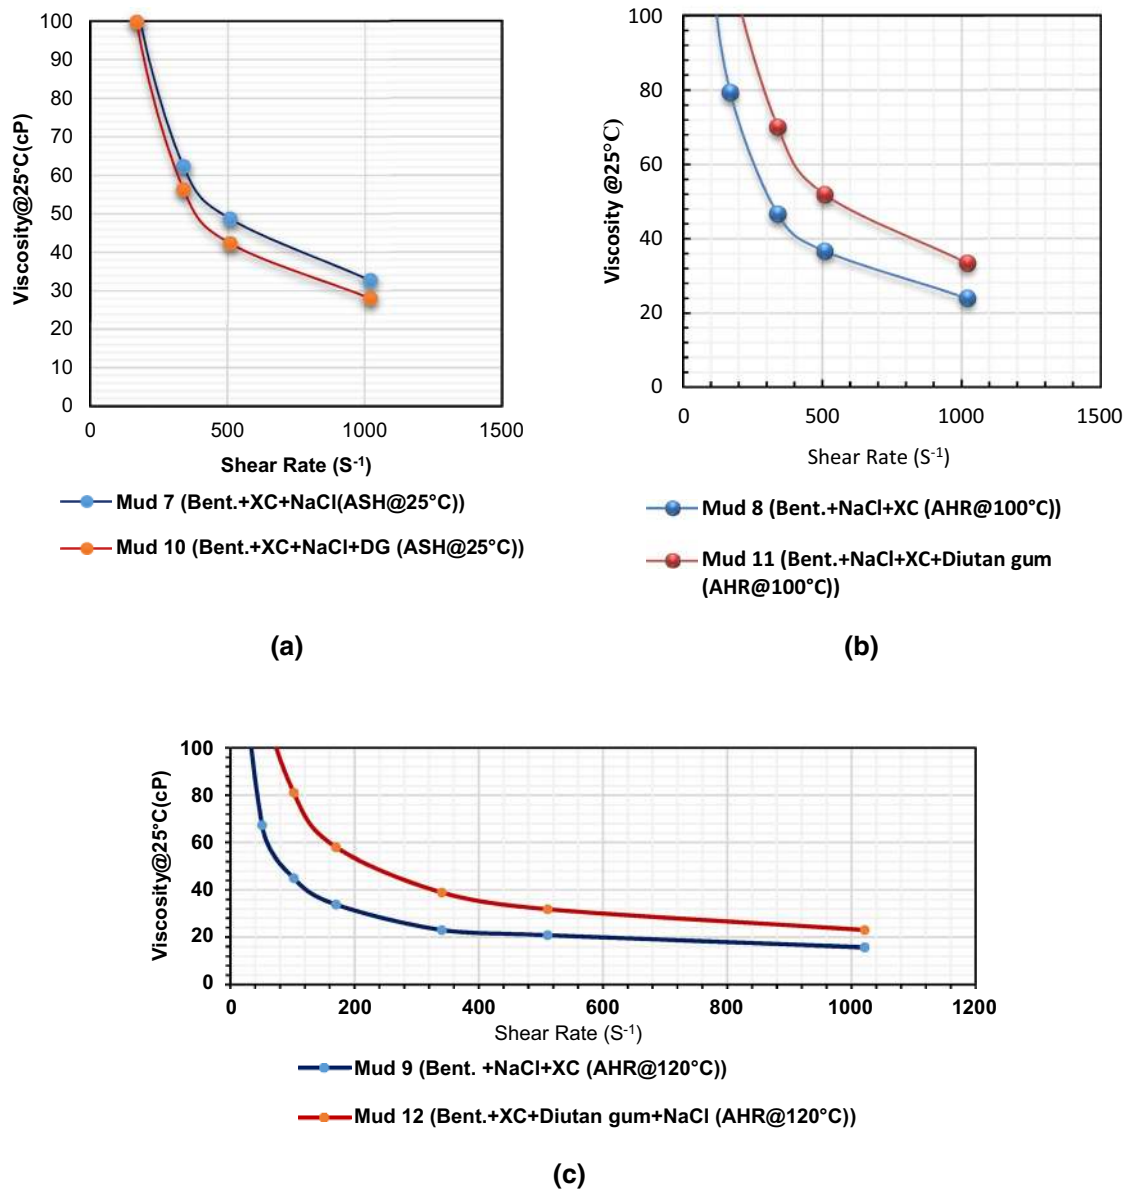 100
90
80
70
60
50
40
30
20
10
0
Viscosity@25°C(cP)
0 500 1000 1500
Shear Rate (S-1)
Mud 7 (Bent.+XC+NaCl(ASH@25°C))
Mud 10 (Bent.+XC+NaCl+DG (ASH@25°C))
(a)
100
80
60
40
20
0
Viscosity @25°C)
0 500 1000 1500
Shear Rate (S-1)
Mud 8 (Bent.+NaCl+XC (AHR@100°C))
Mud 11 (Bent.+NaCl+XC+Diutan gum
(AHR@100°C))
(b)
100
80
60
40
20
0
Viscosity@25°C(cP)
0 200 400 600 800 1000 1200
Shear Rate (S-1)
Mud 9 (Bent. +NaCl+XC (AHR@120°C))
Mud 12 (Bent.+XC+Diutan gum+NaCl (AHR@120°C))
(c)